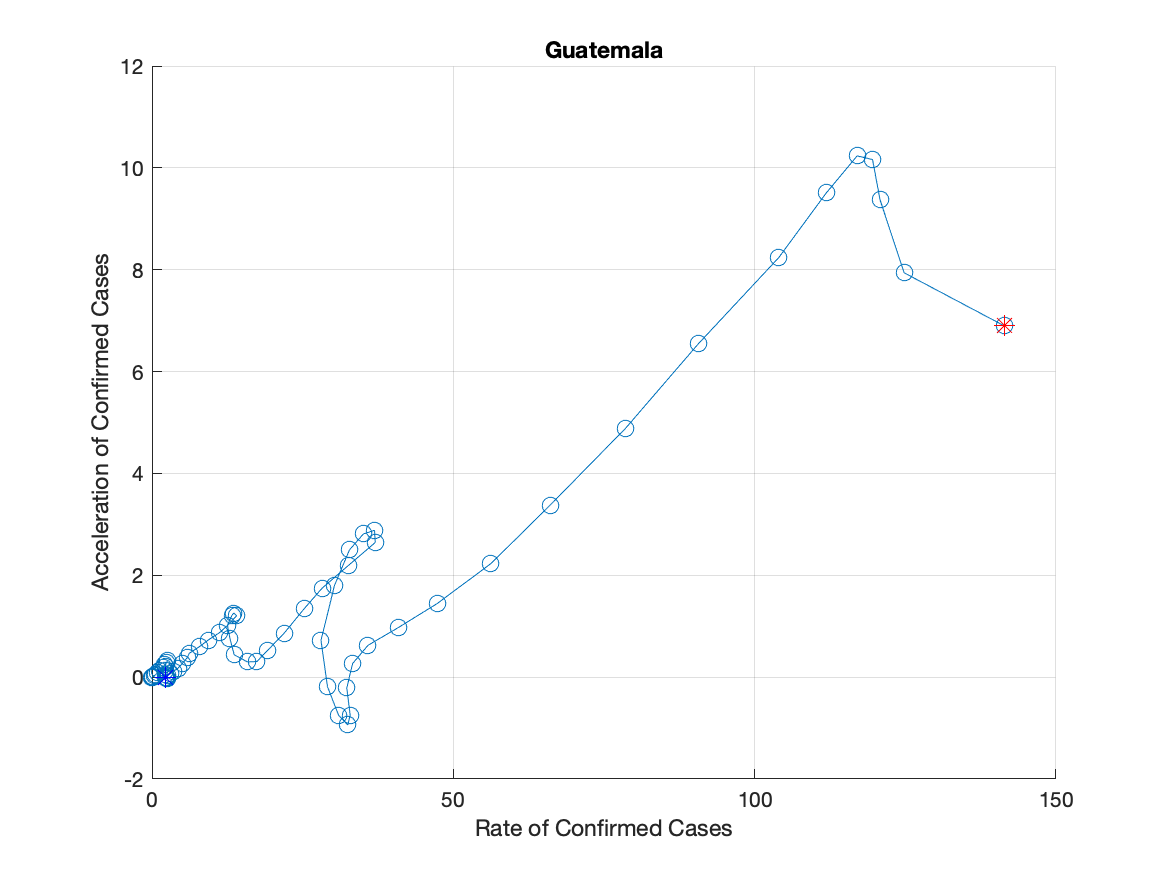 Guatemala
12
10
8
6
4
2
0
-2
Acceleration of Confirmed Cases
0 50 100 150
Rate of Confirmed Cases